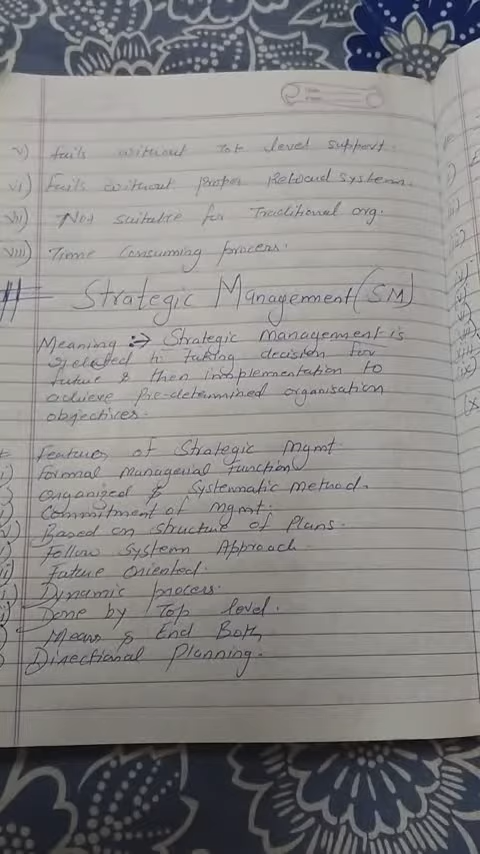 v) fails without Top level support.
vi) Fails without proper Reward system.
vii) Not suitable for Traditional org.
viii) Time Consuming process.
# Strategic Management (SM)
Meaning :-> Strategic management is
related to taking decision for
future & then implementation to
achieve Pre-determined organisation
objectives.
Features of Strategic Mgmt.
i) Formal Managerial Function
) Organized & Systematic method.
) Commitment of mgmt.
v) Based on structure of Plans.
) Follow System Approach.
ii) Future Oriented.
i) Dynamic process.
i) Done by Top level.
) Means & End Both
Directional Planning.